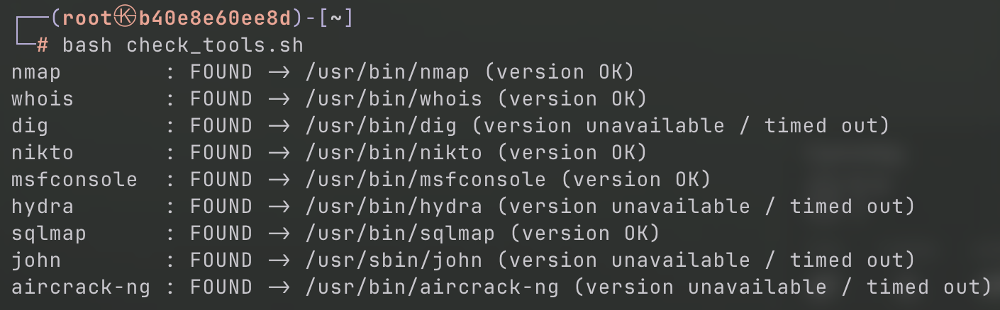 ┌──(root㉿b40e8e60ee8d)-[~]
└─# bash check_tools.sh
nmap        : FOUND → /usr/bin/nmap (version OK)
whois       : FOUND → /usr/bin/whois (version OK)
dig         : FOUND → /usr/bin/dig (version unavailable / timed out)
nikto       : FOUND → /usr/bin/nikto (version OK)
msfconsole  : FOUND → /usr/bin/msfconsole (version OK)
hydra       : FOUND → /usr/bin/hydra (version unavailable / timed out)
sqlmap      : FOUND → /usr/bin/sqlmap (version OK)
john        : FOUND → /usr/sbin/john (version unavailable / timed out)
aircrack-ng : FOUND → /usr/bin/aircrack-ng (version unavailable / timed out)